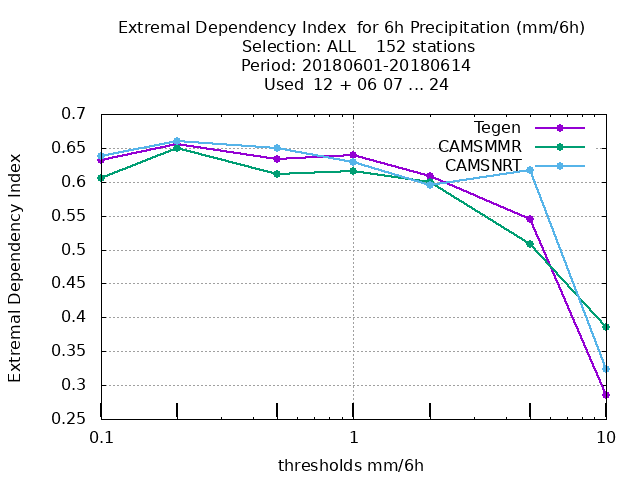 Extremal Dependency Index  for 6h Precipitation (mm/6h)
Selection: ALL    152 stations
Period: 20180601-20180614
Used  12 + 06 07 ... 24
Extremal Dependency Index
0.7
0.65
0.6
0.55
0.5
0.45
0.4
0.35
0.3
0.25
Tegen
CAMSMMR
CAMSNRT
0.1
1
10
thresholds mm/6h